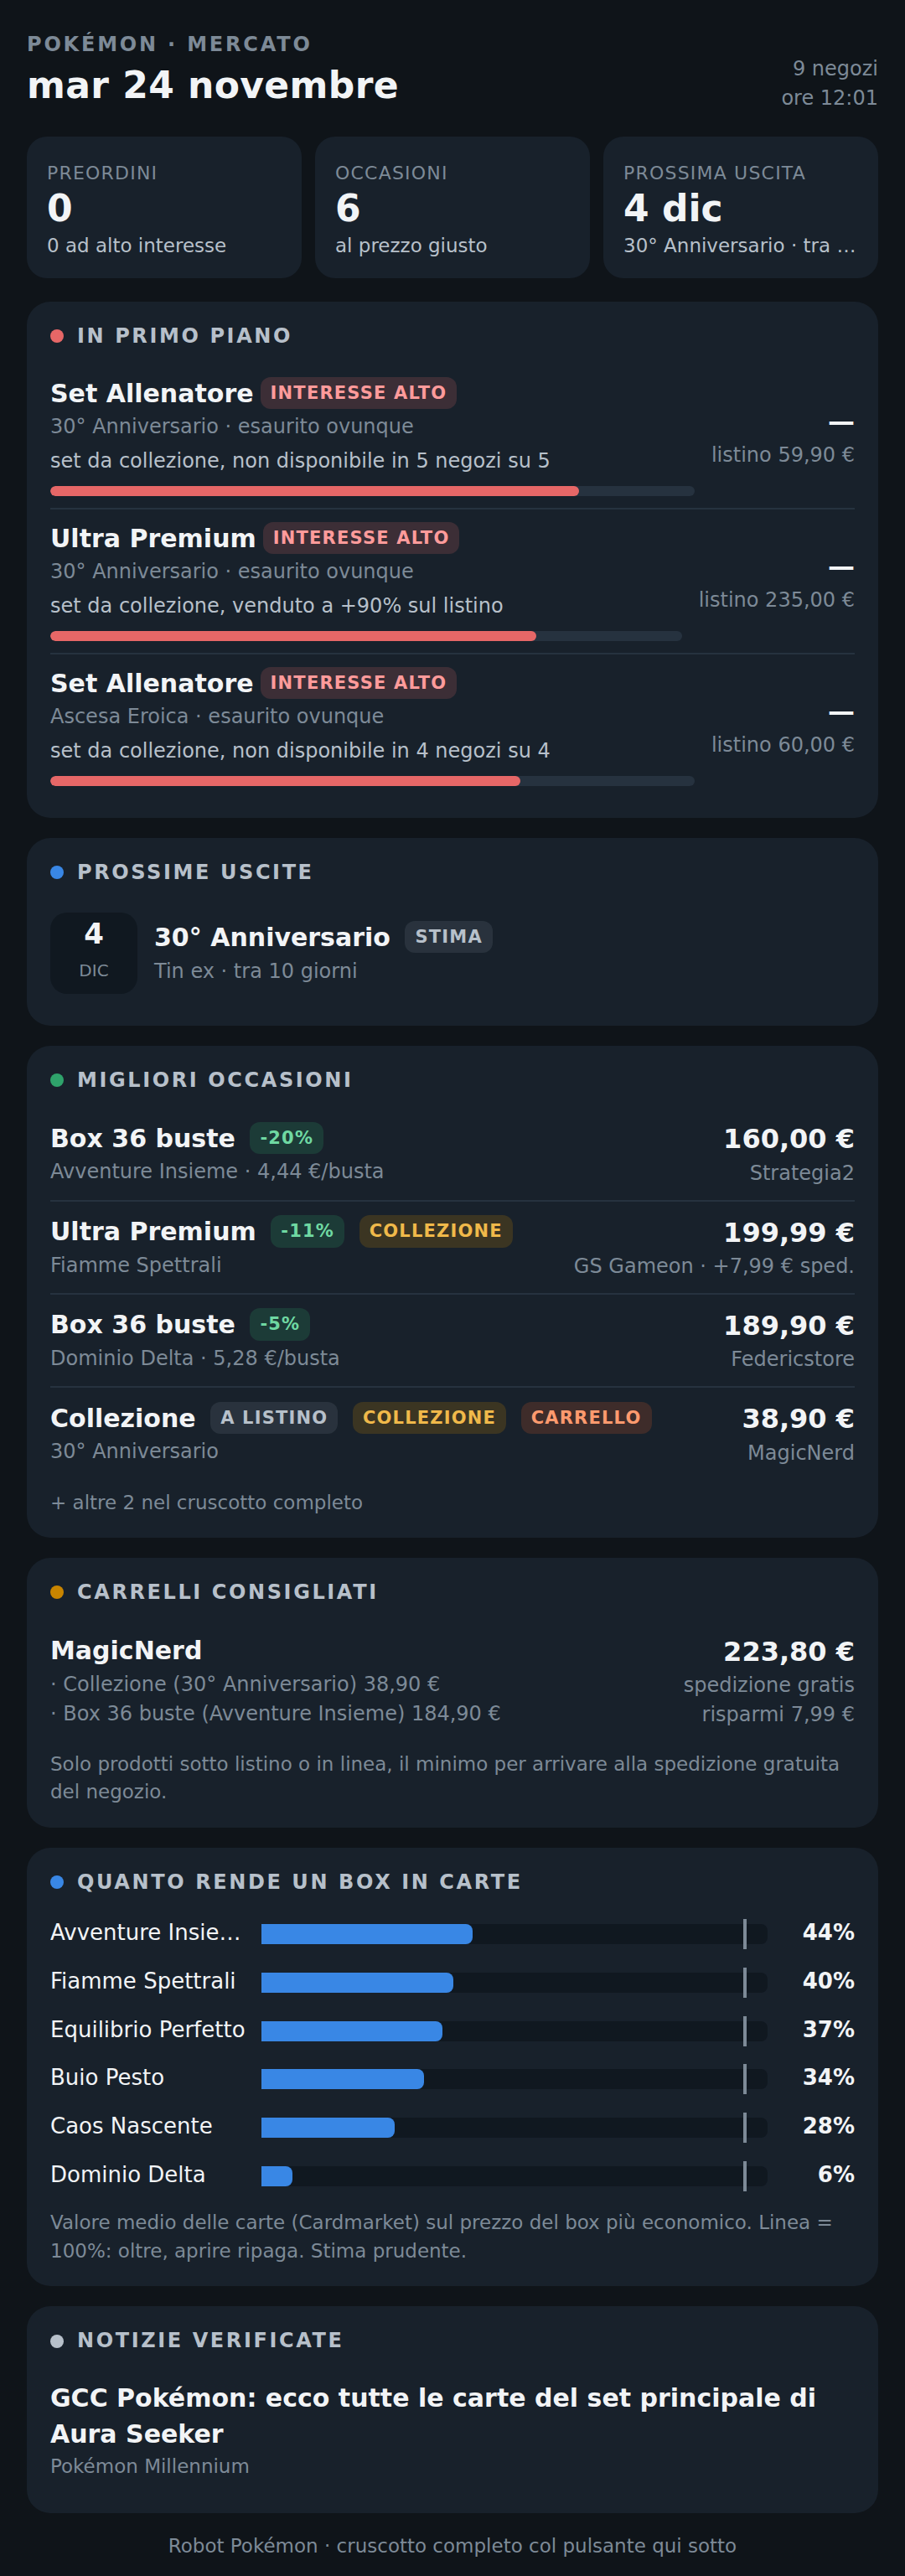 POKÉMON · MERCATO
mar 24 novembre
9 negozi
ore 12:01
PREORDINI
0
0 ad alto interesse
OCCASIONI
6
al prezzo giusto
PROSSIMA USCITA
4 dic
30° Anniversario · tra …
IN PRIMO PIANO
Set Allenatore INTERESSE ALTO
30° Anniversario · esaurito ovunque
set da collezione, non disponibile in 5 negozi su 5
—
listino 59,90 €
Ultra Premium INTERESSE ALTO
30° Anniversario · esaurito ovunque
set da collezione, venduto a +90% sul listino
—
listino 235,00 €
Set Allenatore INTERESSE ALTO
Ascesa Eroica · esaurito ovunque
set da collezione, non disponibile in 4 negozi su 4
—
listino 60,00 €
PROSSIME USCITE
4
DIC
30° Anniversario STIMA
Tin ex · tra 10 giorni
MIGLIORI OCCASIONI
Box 36 buste -20% 160,00 €
Avventure Insieme · 4,44 €/busta Strategia2
Ultra Premium -11% COLLEZIONE 199,99 €
Fiamme Spettrali GS Gameon · +7,99 € sped.
Box 36 buste -5% 189,90 €
Dominio Delta · 5,28 €/busta Federicstore
Collezione A LISTINO COLLEZIONE CARRELLO 38,90 €
30° Anniversario MagicNerd
+ altre 2 nel cruscotto completo
CARRELLI CONSIGLIATI
MagicNerd 223,80 €
· Collezione (30° Anniversario) 38,90 € spedizione gratis
· Box 36 buste (Avventure Insieme) 184,90 € risparmi 7,99 €
Solo prodotti sotto listino o in linea, il minimo per arrivare alla spedizione gratuita
del negozio.
QUANTO RENDE UN BOX IN CARTE
Avventure Insie… 44%
Fiamme Spettrali 40%
Equilibrio Perfetto 37%
Buio Pesto 34%
Caos Nascente 28%
Dominio Delta 6%
Valore medio delle carte (Cardmarket) sul prezzo del box più economico. Linea =
100%: oltre, aprire ripaga. Stima prudente.
NOTIZIE VERIFICATE
GCC Pokémon: ecco tutte le carte del set principale di
Aura Seeker
Pokémon Millennium
Robot Pokémon · cruscotto completo col pulsante qui sotto